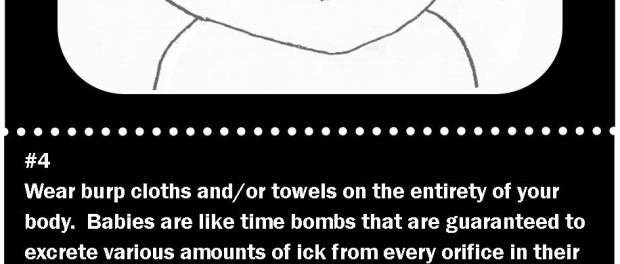 #4
Wear burp cloths and/or towels on the entirety of your
body.  Babies are like time bombs that are guaranteed to
excrete various amounts of ick from every orifice in their